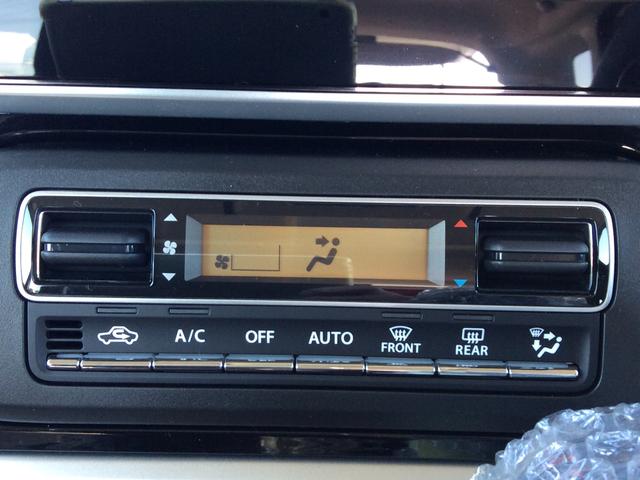 A/C OFF AUTO FRONT REAR